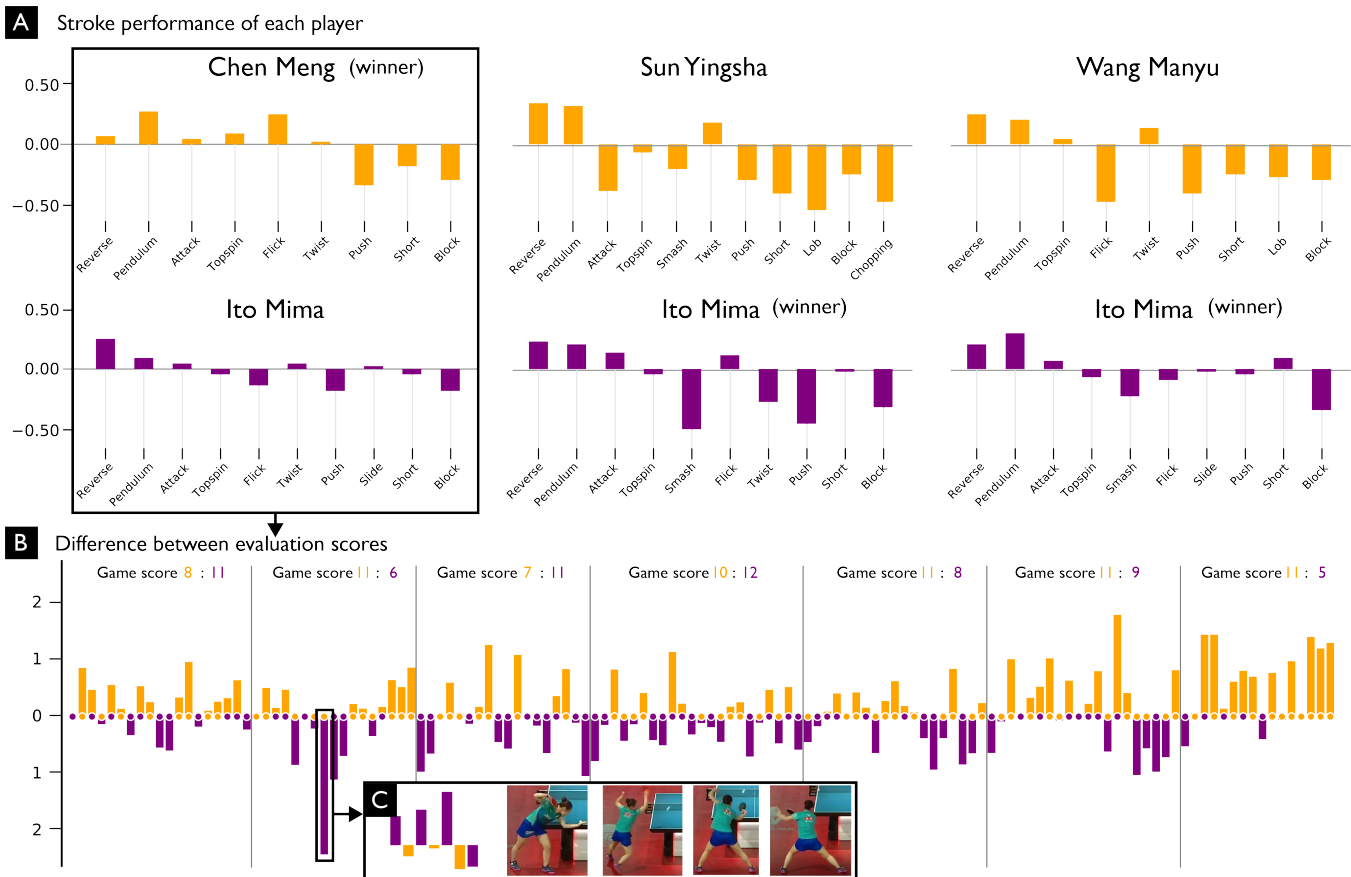 A Stroke performance of each player
Chen Meng (winner)
Sun Yingsha
Wang Manyu
0.50
0.00
−0.50
Reverse Pendulum Attack Topspin Flick Twist Push Short Block
Reverse Pendulum Attack Topspin Smash Twist Push Short Lob Block Chopping
Reverse Pendulum Topspin Flick Twist Push Short Lob Block
Ito Mima
Ito Mima (winner)
Ito Mima (winner)
0.50
0.00
−0.50
Reverse Pendulum Attack Topspin Flick Twist Push Slide Short Block
Reverse Pendulum Attack Topspin Smash Flick Twist Push Short Block
Reverse Pendulum Attack Topspin Smash Flick Slide Push Short Block
B Difference between evaluation scores
Game score 8 : 11
Game score 11 : 6
Game score 7 : 11
Game score 10 : 12
Game score 11 : 8
Game score 11 : 9
Game score 11 : 5
2
1
0
1
2
C